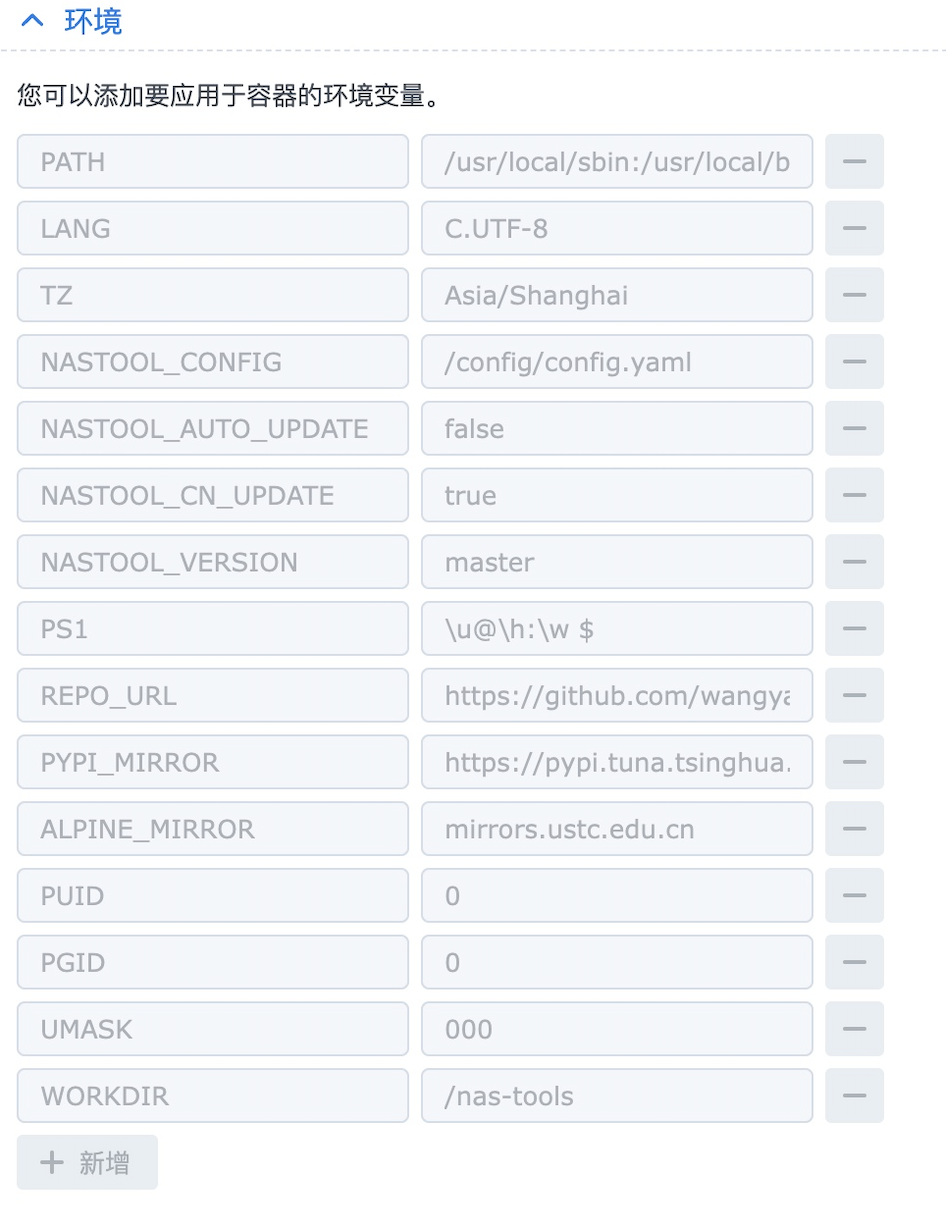 环境
您可以添加要应用于容器的环境变量。
PATH /usr/local/sbin:/usr/local/b
LANG C.UTF-8
TZ Asia/Shanghai
NASTOOL_CONFIG /config/config.yaml
NASTOOL_AUTO_UPDATE false
NASTOOL_CN_UPDATE true
NASTOOL_VERSION master
PS1 \u@\h:\w $
REPO_URL https://github.com/wangya
PYPI_MIRROR https://pypi.tuna.tsinghua.
ALPINE_MIRROR mirrors.ustc.edu.cn
PUID 0
PGID 0
UMASK 000
WORKDIR /nas-tools
新增